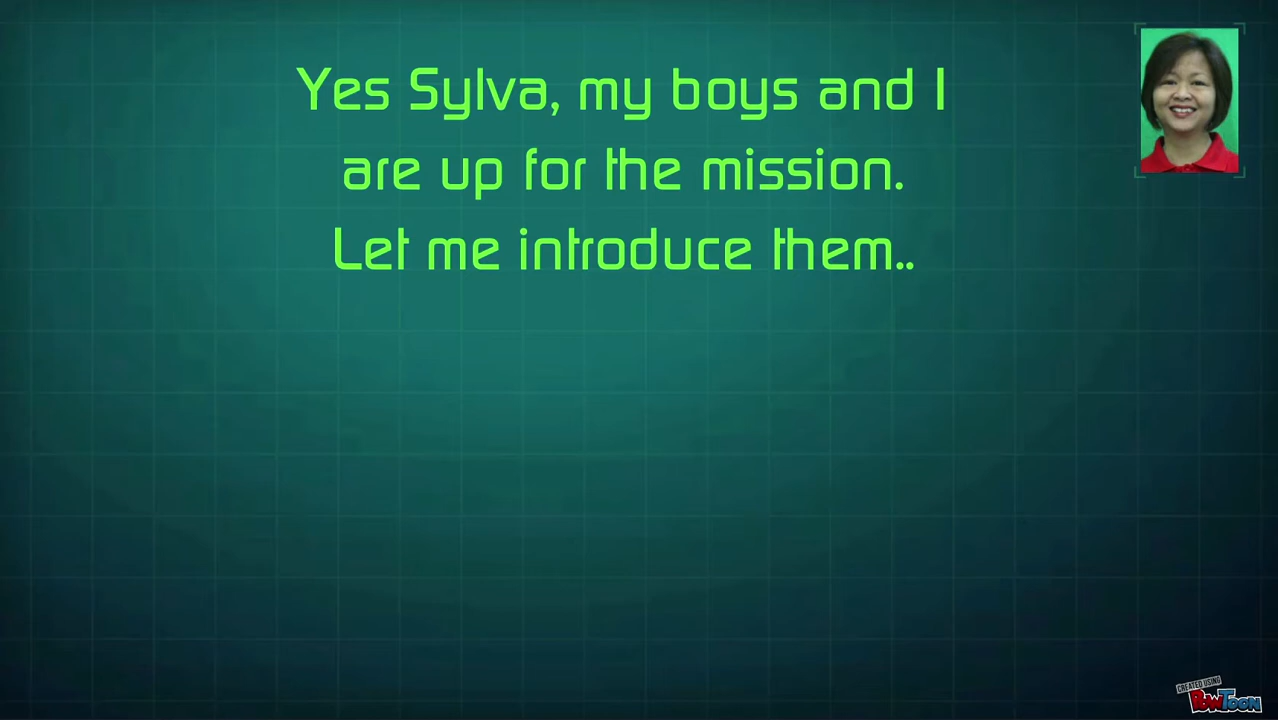 Yes Sylva, my boys and I
are up for the mission.
Let me introduce them..
CREATED USING
POWTOON